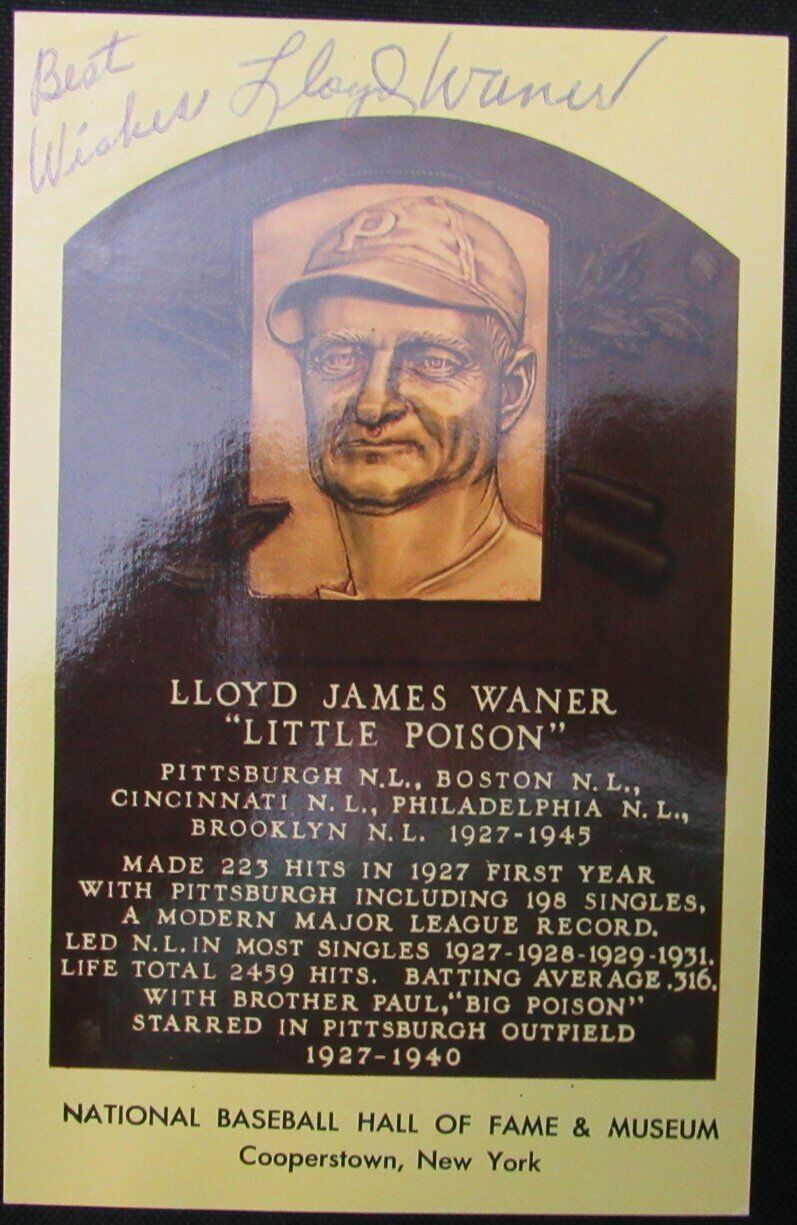 Best Lloyd Waner
Wishes
P
LLOYD JAMES WANER
"LITTLE POISON"
PITTSBURGH N.L., BOSTON N.L.,
CINCINNATI N.L., PHILADELPHIA N.L.,
BROOKLYN N.L. 1927-1945
MADE 223 HITS IN 1927 FIRST YEAR
WITH PITTSBURGH INCLUDING 198 SINGLES,
A MODERN MAJOR LEAGUE RECORD.
LED N.L. IN MOST SINGLES 1927-1928-1929-1931.
LIFE TOTAL 2459 HITS. BATTING AVERAGE .316.
WITH BROTHER PAUL, "BIG POISON"
STARRED IN PITTSBURGH OUTFIELD
1927-1940
NATIONAL BASEBALL HALL OF FAME & MUSEUM
Cooperstown, New York